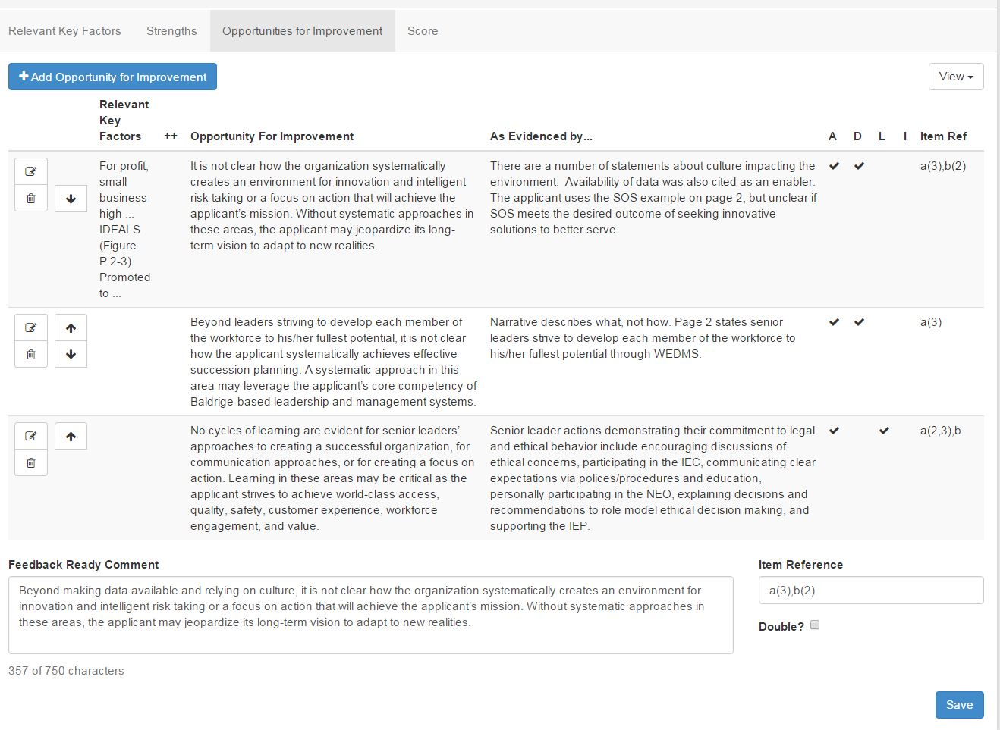 Relevant Key Factors Strengths Opportunities for Improvement Score
Add Opportunity for Improvement View
Relevant
Key
Factors ++ Opportunity For Improvement As Evidenced by... A D L I Item Ref
For profit, It is not clear how the organization systematically There are a number of statements about culture impacting the ✔ ✔ a(3),b(2)
small creates an environment for innovation and intelligent environment.  Availability of data was also cited as an enabler.
business risk taking or a focus on action that will achieve the The applicant uses the SOS example on page 2, but unclear if
high ... applicant’s mission. Without systematic approaches in SOS meets the desired outcome of seeking innovative
IDEALS these areas, the applicant may jeopardize its long- solutions to better serve
(Figure term vision to adapt to new realities.
P.2-3).
Promoted
to ...
Beyond leaders striving to develop each member of Narrative describes what, not how. Page 2 states senior ✔ ✔ a(3)
the workforce to his/her fullest potential, it is not clear leaders strive to develop each member of the workforce to
how the applicant systematically achieves effective his/her fullest potential through WEDMS.
succession planning. A systematic approach in this
area may leverage the applicant’s core competency of
Baldrige-based leadership and management systems.
No cycles of learning are evident for senior leaders’ Senior leader actions demonstrating their commitment to legal ✔ ✔ a(2,3),b
approaches to creating a successful organization, for and ethical behavior include encouraging discussions of
communication approaches, or for creating a focus on ethical concerns, participating in the IEC, communicating clear
action. Learning in these areas may be critical as the expectations via polices/procedures and education,
applicant strives to achieve world-class access, personally participating in the NEO, explaining decisions and
quality, safety, customer experience, workforce recommendations to role model ethical decision making, and
engagement, and value. supporting the IEP.
Feedback Ready Comment Item Reference
Beyond making data available and relying on culture, it is not clear how the organization systematically creates an environment for a(3),b(2)
innovation and intelligent risk taking or a focus on action that will achieve the applicant’s mission. Without systematic approaches in
these areas, the applicant may jeopardize its long-term vision to adapt to new realities.
Double?
357 of 750 characters
Save